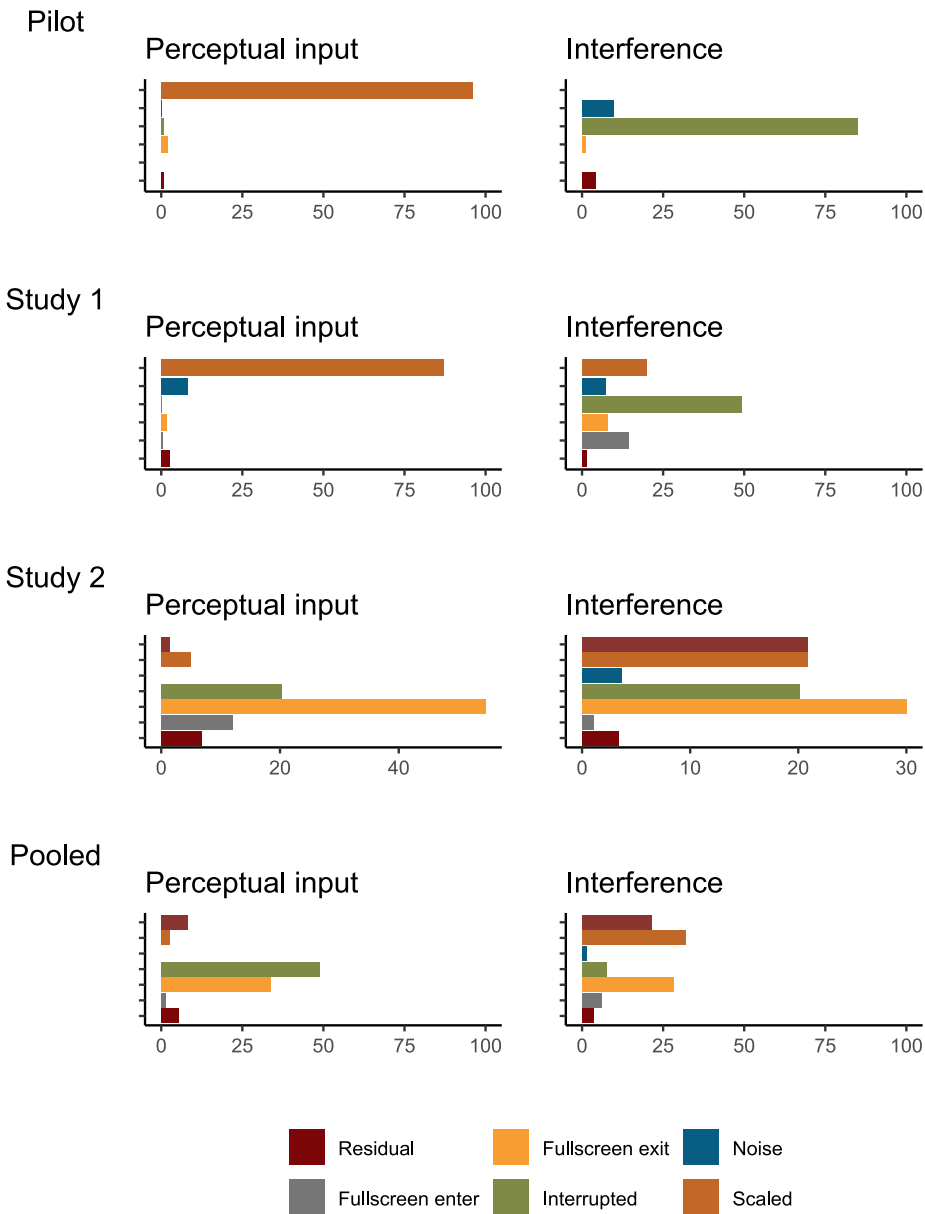 Pilot
Perceptual input Interference
0 25 50 75 100 0 25 50 75 100
Study 1
Perceptual input Interference
0 25 50 75 100 0 25 50 75 100
Study 2
Perceptual input Interference
0 20 40 0 10 20 30
Pooled
Perceptual input Interference
0 25 50 75 100 0 25 50 75 100
Residual Fullscreen exit Noise
Fullscreen enter Interrupted Scaled